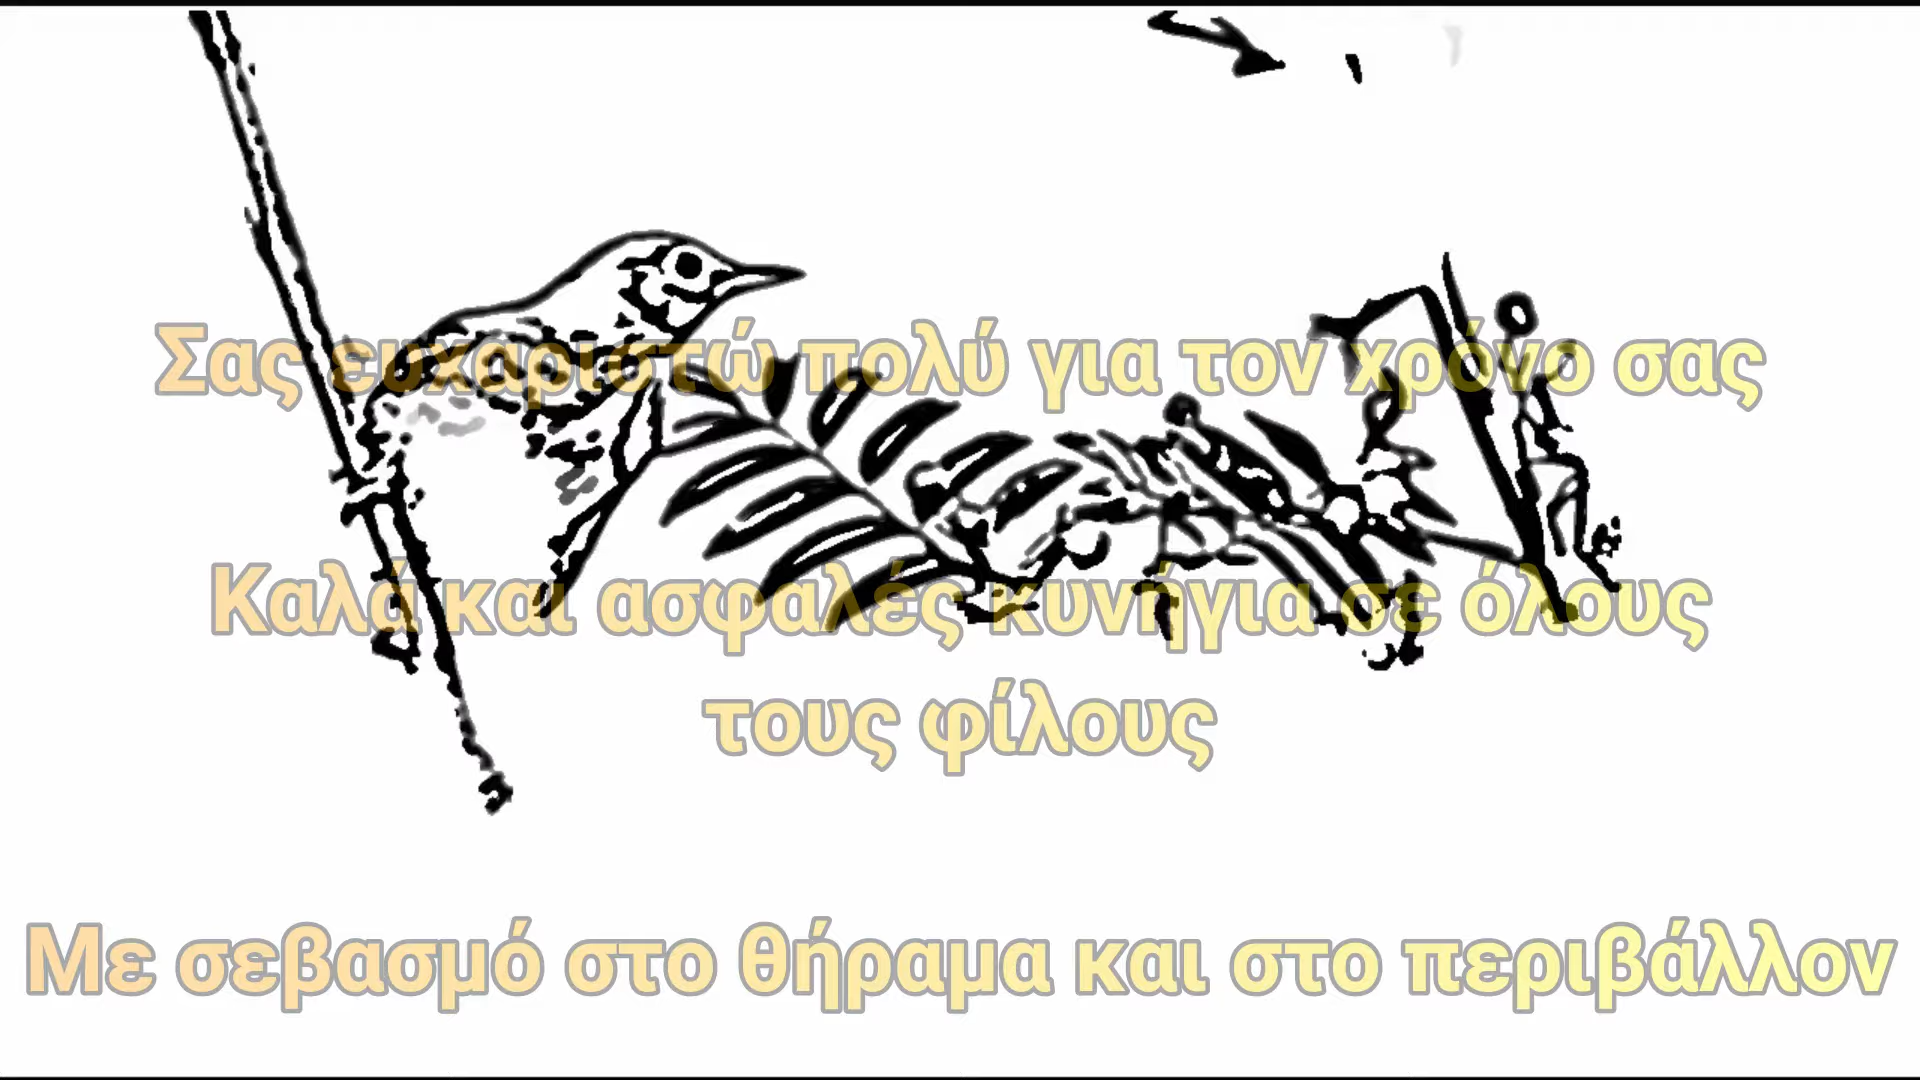 Σας ευχαριστώ πολύ για τον χρόνο σας
Καλά και ασφαλές κυνήγια σε όλους
τους φίλους
Με σεβασμό στο θήραμα και στο περιβάλλον